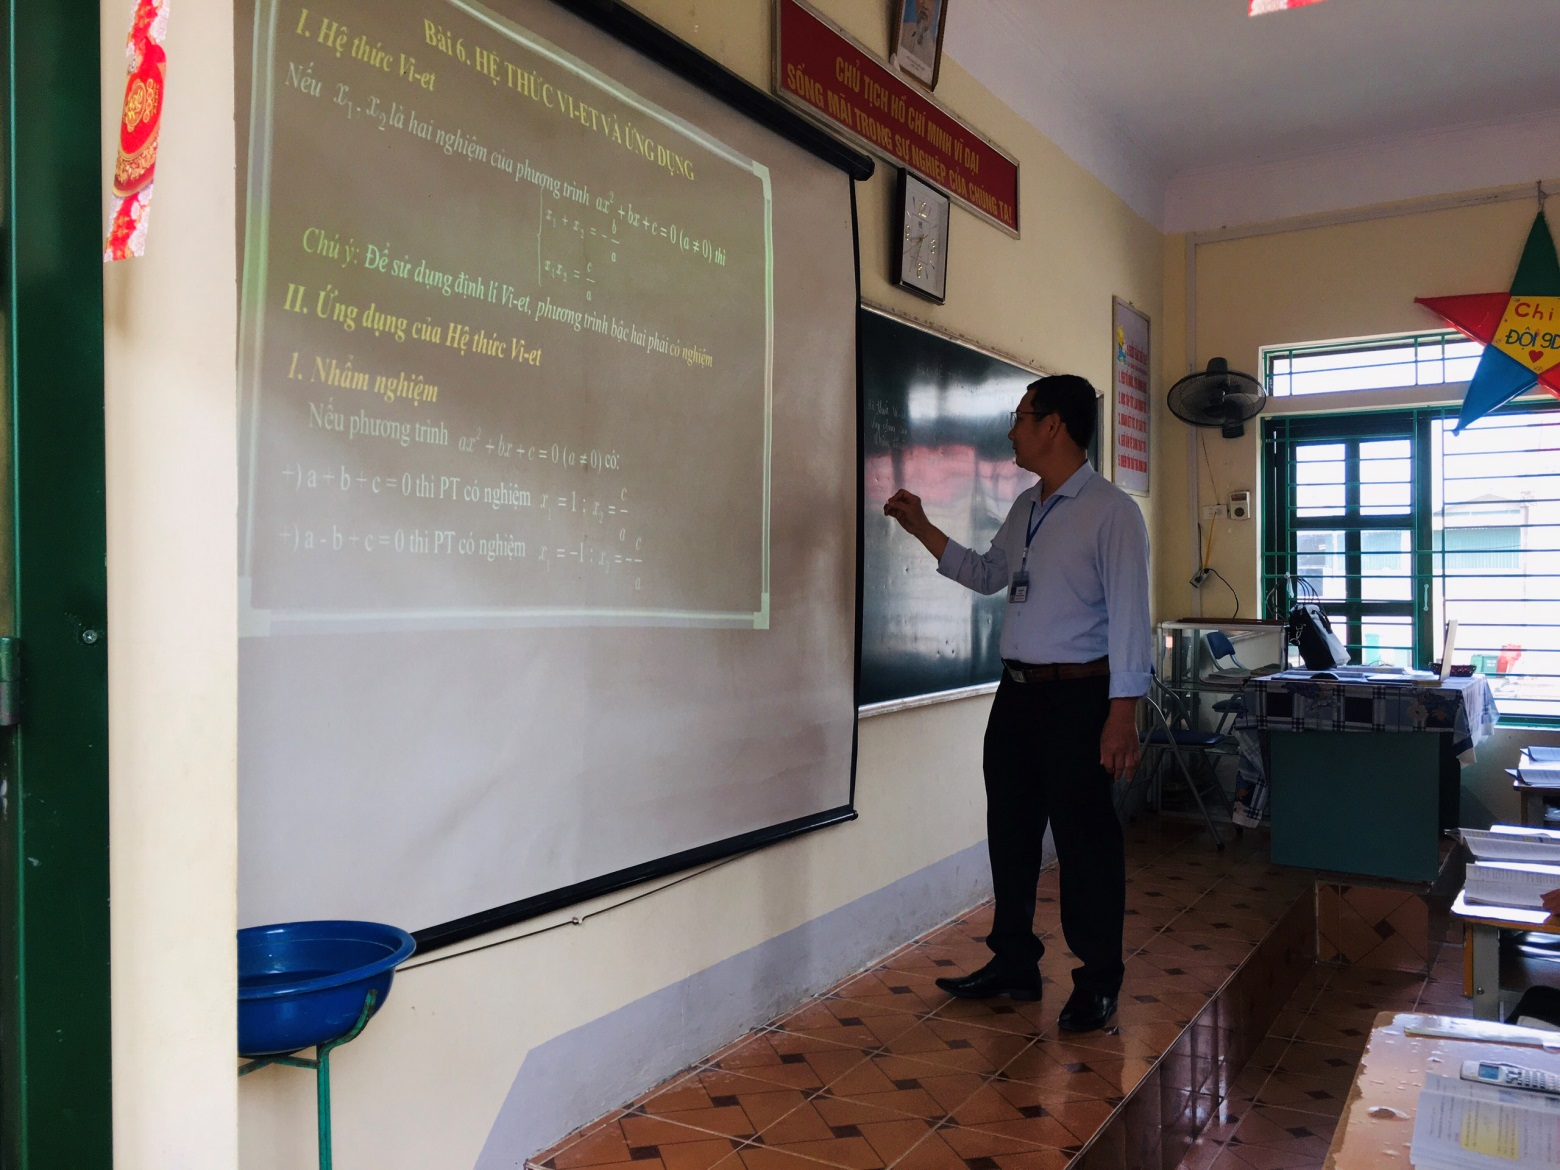 Bài 6. HỆ THỨC VI-ET VÀ ỨNG DỤNG
I. Hệ thức Vi-et
Nếu x₁, x₂ là hai nghiệm của phương trình ax² + bx + c = 0 (a ≠ 0) thì
x₁ + x₂ = -b/a
x₁x₂ = c/a
Chú ý: Để sử dụng định lí Vi-et, phương trình bậc hai phải có nghiệm
II. Ứng dụng của Hệ thức Vi-et
1. Nhẩm nghiệm
Nếu phương trình ax² + bx + c = 0 (a ≠ 0) có:
+) a + b + c = 0 thì PT có nghiệm x₁ = 1 ; x₂ = c/a
+) a - b + c = 0 thì PT có nghiệm x₁ = -1 ; x₂ = -c/a
CHỦ TỊCH HỒ CHÍ MINH VĨ ĐẠI
SỐNG MÃI TRONG SỰ NGHIỆP CỦA CHÚNG TA!
Chi
ĐỘI 9D